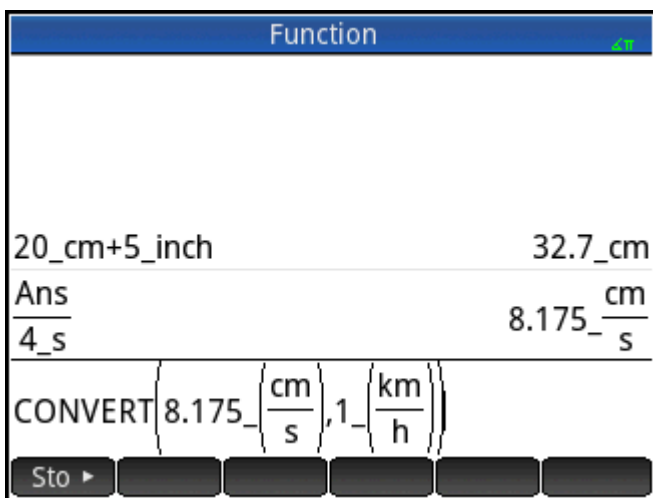 Function
∡π
20_cm+5_inch 32.7_cm
Ans/4_s 8.175_cm/s
CONVERT(8.175_(cm/s),1_(km/h))
Sto ►